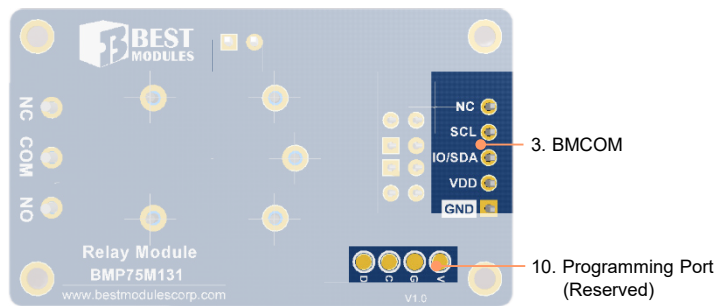 BEST
MODULES
NC
SCL
IO/SDA
VDD
GND
3. BMCOM
NC
COM
NO
Relay Module
BMP75M131
www.bestmodulescorp.com
D
C
G
V
V1.0
10. Programming Port
(Reserved)